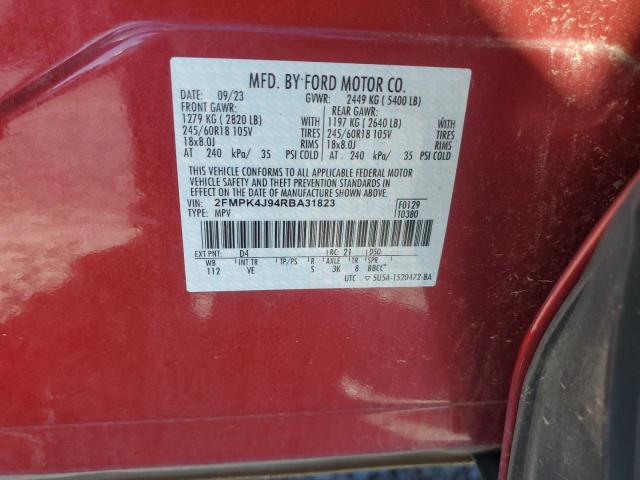 MFD. BY FORD MOTOR CO.
DATE: 09/23 GVWR: 2449 KG ( 5400 LB)
FRONT GAWR: REAR GAWR:
1279 KG ( 2820 LB) WITH 1197 KG ( 2640 LB) WITH
245/60R18 105V TIRES 245/60R18 105V TIRES
18x8.0J RIMS 18x8.0J RIMS
AT 240 kPa/ 35 PSI COLD AT 240 kPa/ 35 PSI COLD
THIS VEHICLE CONFORMS TO ALL APPLICABLE FEDERAL MOTOR
VEHICLE SAFETY AND THEFT PREVENTION STANDARDS IN
EFFECT ON THE DATE OF MANUFACTURE SHOWN ABOVE.
VIN: 2FMPK4J94RBA31823 F0129
TYPE: MPV T0380
EXT PNT: D4 RC: 21 DSO:
WB INT TR TP/PS R AXLE TR SPR
112 VE S 3K 8 BBCC
UTC ▽ 5U5A-1520472-BA